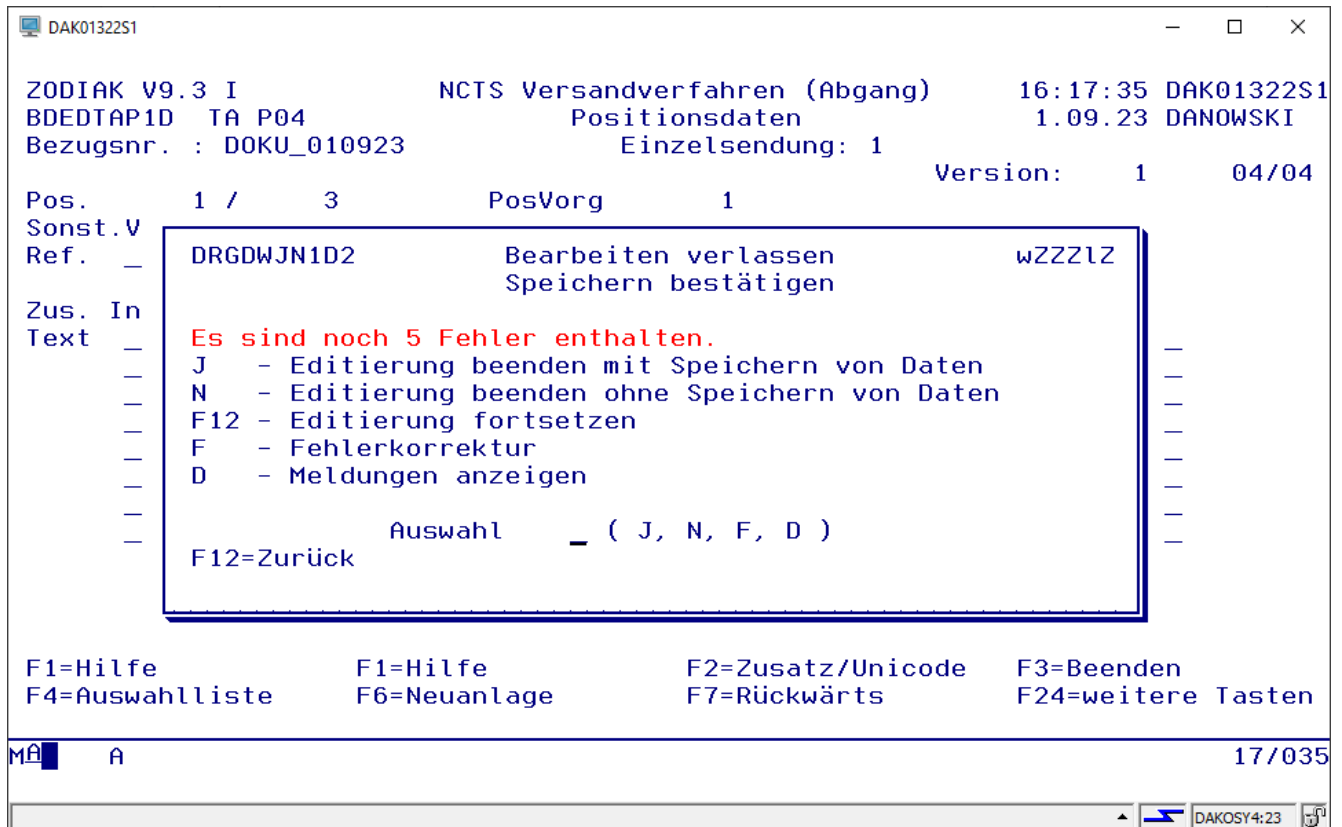 DAK01322S1
ZODIAK V9.3 I NCTS Versandverfahren (Abgang) 16:17:35 DAK01322S1
BDEDTAP1D TA P04 Positionsdaten 1.09.23 DANOWSKI
Bezugsnr. : DOKU_010923 Einzelsendung: 1
Version: 1 04/04
Pos. 1 / 3 PosVorg 1
Sonst.V
Ref. _ DRGDWJN1D2 Bearbeiten verlassen wZZZlZ
Speichern bestätigen
Zus. In
Text _ Es sind noch 5 Fehler enthalten. _
_ J - Editierung beenden mit Speichern von Daten _
_ N - Editierung beenden ohne Speichern von Daten _
_ F12 - Editierung fortsetzen _
_ F - Fehlerkorrektur _
_ D - Meldungen anzeigen _
_ _
_ Auswahl _ ( J, N, F, D ) _
F12=Zurück
F1=Hilfe F1=Hilfe F2=Zusatz/Unicode F3=Beenden
F4=Auswahlliste F6=Neuanlage F7=Rückwärts F24=weitere Tasten
MA A 17/035
DAKOSY4:23